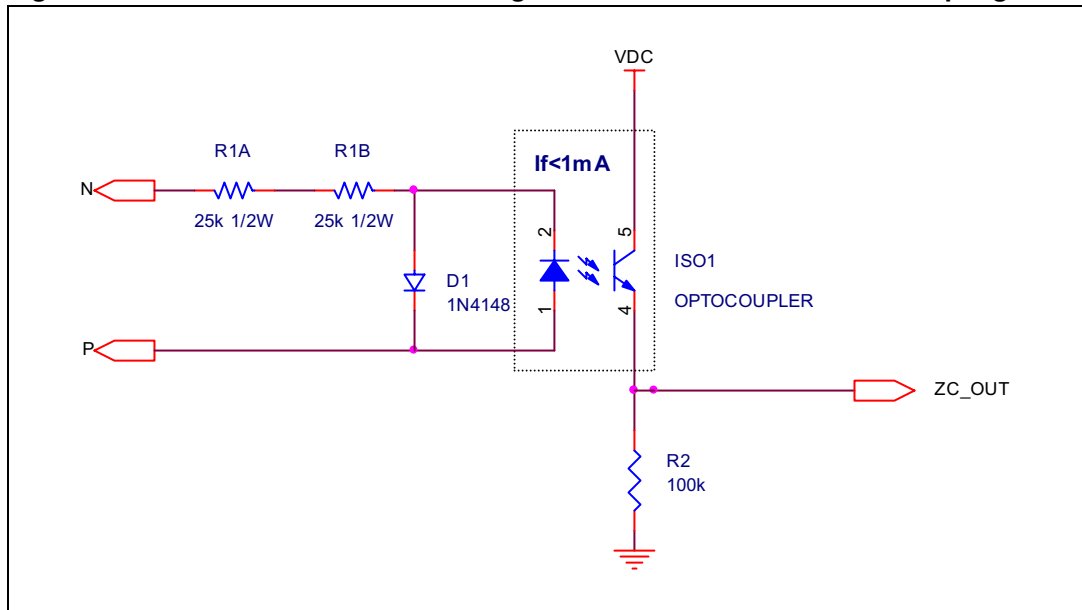 VDC
R1A
R1B
If<1mA
N
25k 1/2W
25k 1/2W
2
5
D1
1N4148
ISO1
OPTOCOUPLER
1
4
P
ZC_OUT
R2
100k